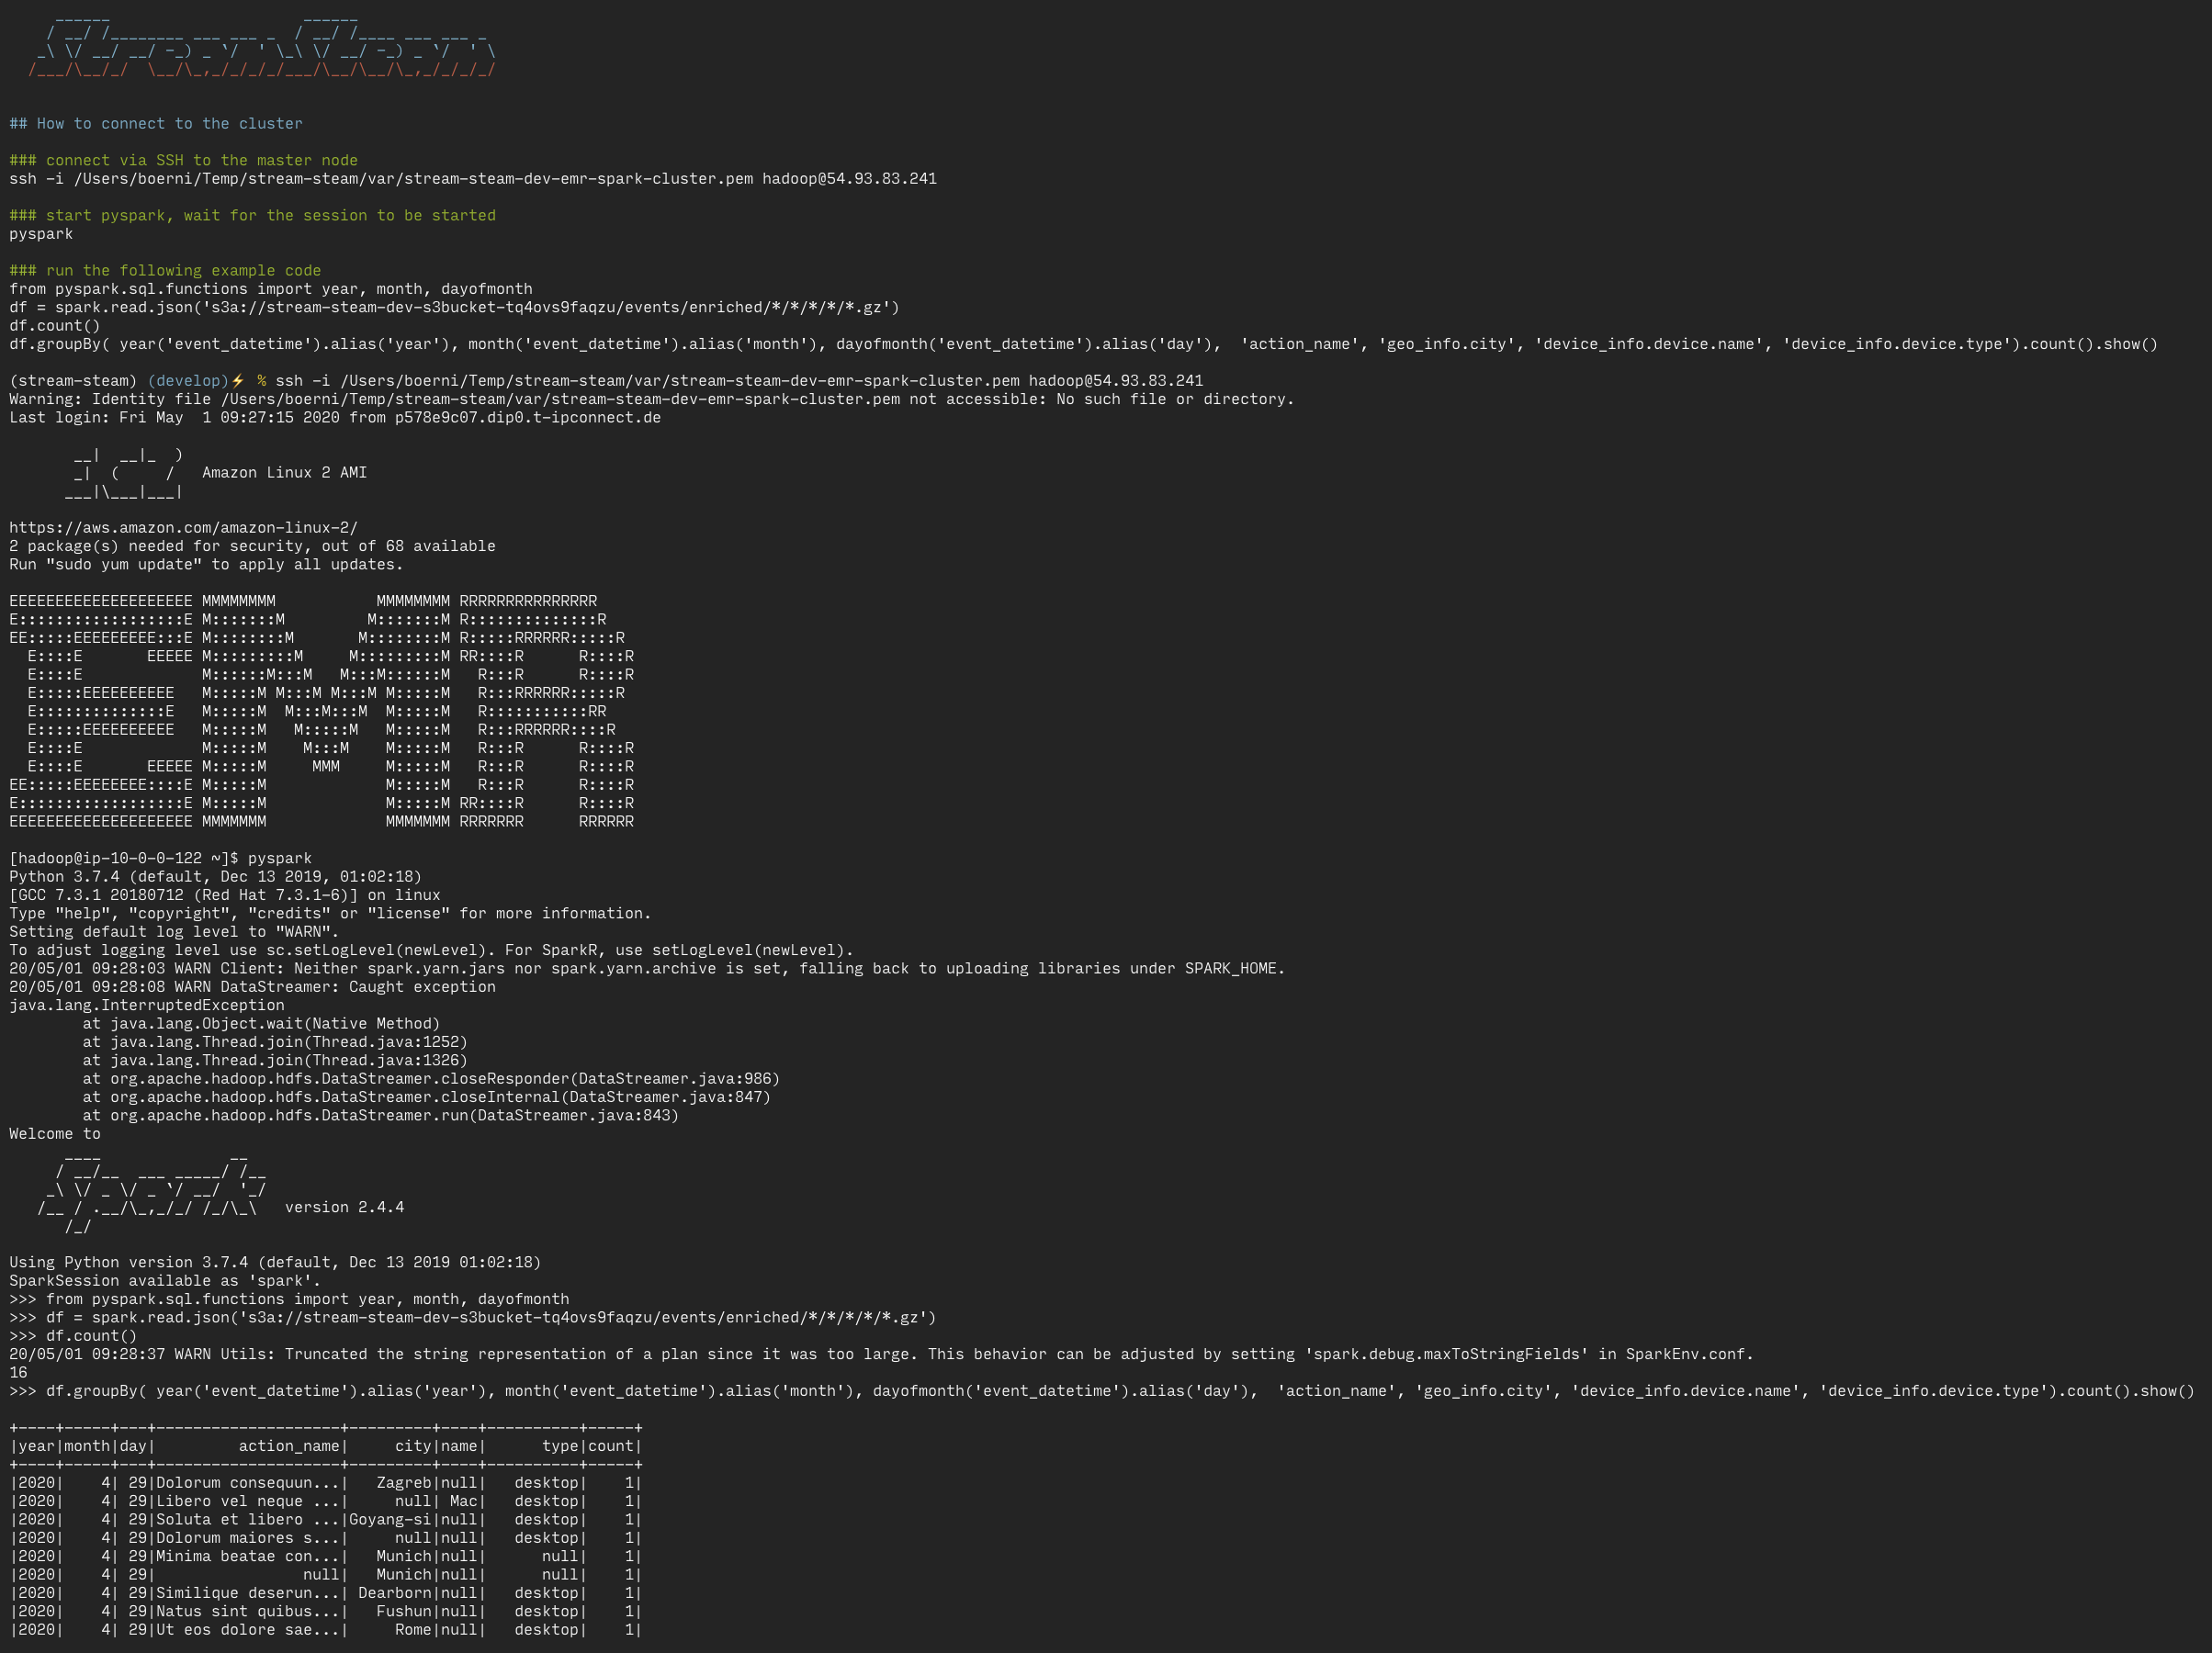 ______                     ______
    / __/ /________ ___ ___ _  / __/ /____ ___ ___ _
   _\ \/ __/ __/ -_) _ `/  ' \_\ \/ __/ -_) _ `/  ' \
  /___/\__/_/  \__/\_,_/_/_/_/___/\__/\__/\_,_/_/_/_/
## How to connect to the cluster
### connect via SSH to the master node
ssh -i /Users/boerni/Temp/stream-steam/var/stream-steam-dev-emr-spark-cluster.pem hadoop@54.93.83.241
### start pyspark, wait for the session to be started
pyspark
### run the following example code
from pyspark.sql.functions import year, month, dayofmonth
df = spark.read.json('s3a://stream-steam-dev-s3bucket-tq4ovs9faqzu/events/enriched/*/*/*/*/*.gz')
df.count()
df.groupBy( year('event_datetime').alias('year'), month('event_datetime').alias('month'), dayofmonth('event_datetime').alias('day'),  'action_name', 'geo_info.city', 'device_info.device.name', 'device_info.device.type').count().show()
(stream-steam) (develop)⚡ % ssh -i /Users/boerni/Temp/stream-steam/var/stream-steam-dev-emr-spark-cluster.pem hadoop@54.93.83.241
Warning: Identity file /Users/boerni/Temp/stream-steam/var/stream-steam-dev-emr-spark-cluster.pem not accessible: No such file or directory.
Last login: Fri May  1 09:27:15 2020 from p578e9c07.dip0.t-ipconnect.de
       __|  __|_  )
       _|  (     /   Amazon Linux 2 AMI
      ___|\___|___|
https://aws.amazon.com/amazon-linux-2/
2 package(s) needed for security, out of 68 available
Run "sudo yum update" to apply all updates.
EEEEEEEEEEEEEEEEEEEE MMMMMMMM           MMMMMMMM RRRRRRRRRRRRRRR
E::::::::::::::::::E M:::::::M         M:::::::M R::::::::::::::R
EE:::::EEEEEEEEE:::E M::::::::M       M::::::::M R:::::RRRRRR:::::R
  E::::E       EEEEE M:::::::::M     M:::::::::M RR::::R      R::::R
  E::::E             M::::::M:::M   M:::M::::::M   R:::R      R::::R
  E:::::EEEEEEEEEE   M:::::M M:::M M:::M M:::::M   R:::RRRRRR:::::R
  E::::::::::::::E   M:::::M  M:::M:::M  M:::::M   R:::::::::::RR
  E:::::EEEEEEEEEE   M:::::M   M:::::M   M:::::M   R:::RRRRRR::::R
  E::::E             M:::::M    M:::M    M:::::M   R:::R      R::::R
  E::::E       EEEEE M:::::M     MMM     M:::::M   R:::R      R::::R
EE:::::EEEEEEEE::::E M:::::M             M:::::M   R:::R      R::::R
E::::::::::::::::::E M:::::M             M:::::M RR::::R      R::::R
EEEEEEEEEEEEEEEEEEEE MMMMMMM             MMMMMMM RRRRRRR      RRRRRR
[hadoop@ip-10-0-0-122 ~]$ pyspark
Python 3.7.4 (default, Dec 13 2019, 01:02:18)
[GCC 7.3.1 20180712 (Red Hat 7.3.1-6)] on linux
Type "help", "copyright", "credits" or "license" for more information.
Setting default log level to "WARN".
To adjust logging level use sc.setLogLevel(newLevel). For SparkR, use setLogLevel(newLevel).
20/05/01 09:28:03 WARN Client: Neither spark.yarn.jars nor spark.yarn.archive is set, falling back to uploading libraries under SPARK_HOME.
20/05/01 09:28:08 WARN DataStreamer: Caught exception
java.lang.InterruptedException
        at java.lang.Object.wait(Native Method)
        at java.lang.Thread.join(Thread.java:1252)
        at java.lang.Thread.join(Thread.java:1326)
        at org.apache.hadoop.hdfs.DataStreamer.closeResponder(DataStreamer.java:986)
        at org.apache.hadoop.hdfs.DataStreamer.closeInternal(DataStreamer.java:847)
        at org.apache.hadoop.hdfs.DataStreamer.run(DataStreamer.java:843)
Welcome to
      ____              __
     / __/__  ___ _____/ /__
    _\ \/ _ \/ _ `/ __/  '_/
   /__ / .__/\_,_/_/ /_/\_\   version 2.4.4
      /_/
Using Python version 3.7.4 (default, Dec 13 2019 01:02:18)
SparkSession available as 'spark'.
>>> from pyspark.sql.functions import year, month, dayofmonth
>>> df = spark.read.json('s3a://stream-steam-dev-s3bucket-tq4ovs9faqzu/events/enriched/*/*/*/*/*.gz')
>>> df.count()
20/05/01 09:28:37 WARN Utils: Truncated the string representation of a plan since it was too large. This behavior can be adjusted by setting 'spark.debug.maxToStringFields' in SparkEnv.conf.
16
>>> df.groupBy( year('event_datetime').alias('year'), month('event_datetime').alias('month'), dayofmonth('event_datetime').alias('day'),  'action_name', 'geo_info.city', 'device_info.device.name', 'device_info.device.type').count().show()
+----+-----+---+--------------------+---------+----+----------+-----+
|year|month|day|         action_name|     city|name|      type|count|
+----+-----+---+--------------------+---------+----+----------+-----+
|2020|    4| 29|Dolorum consequun...|   Zagreb|null|   desktop|    1|
|2020|    4| 29|Libero vel neque ...|     null| Mac|   desktop|    1|
|2020|    4| 29|Soluta et libero ...|Goyang-si|null|   desktop|    1|
|2020|    4| 29|Dolorum maiores s...|     null|null|   desktop|    1|
|2020|    4| 29|Minima beatae con...|   Munich|null|      null|    1|
|2020|    4| 29|                null|   Munich|null|      null|    1|
|2020|    4| 29|Similique deserun...| Dearborn|null|   desktop|    1|
|2020|    4| 29|Natus sint quibus...|   Fushun|null|   desktop|    1|
|2020|    4| 29|Ut eos dolore sae...|     Rome|null|   desktop|    1|